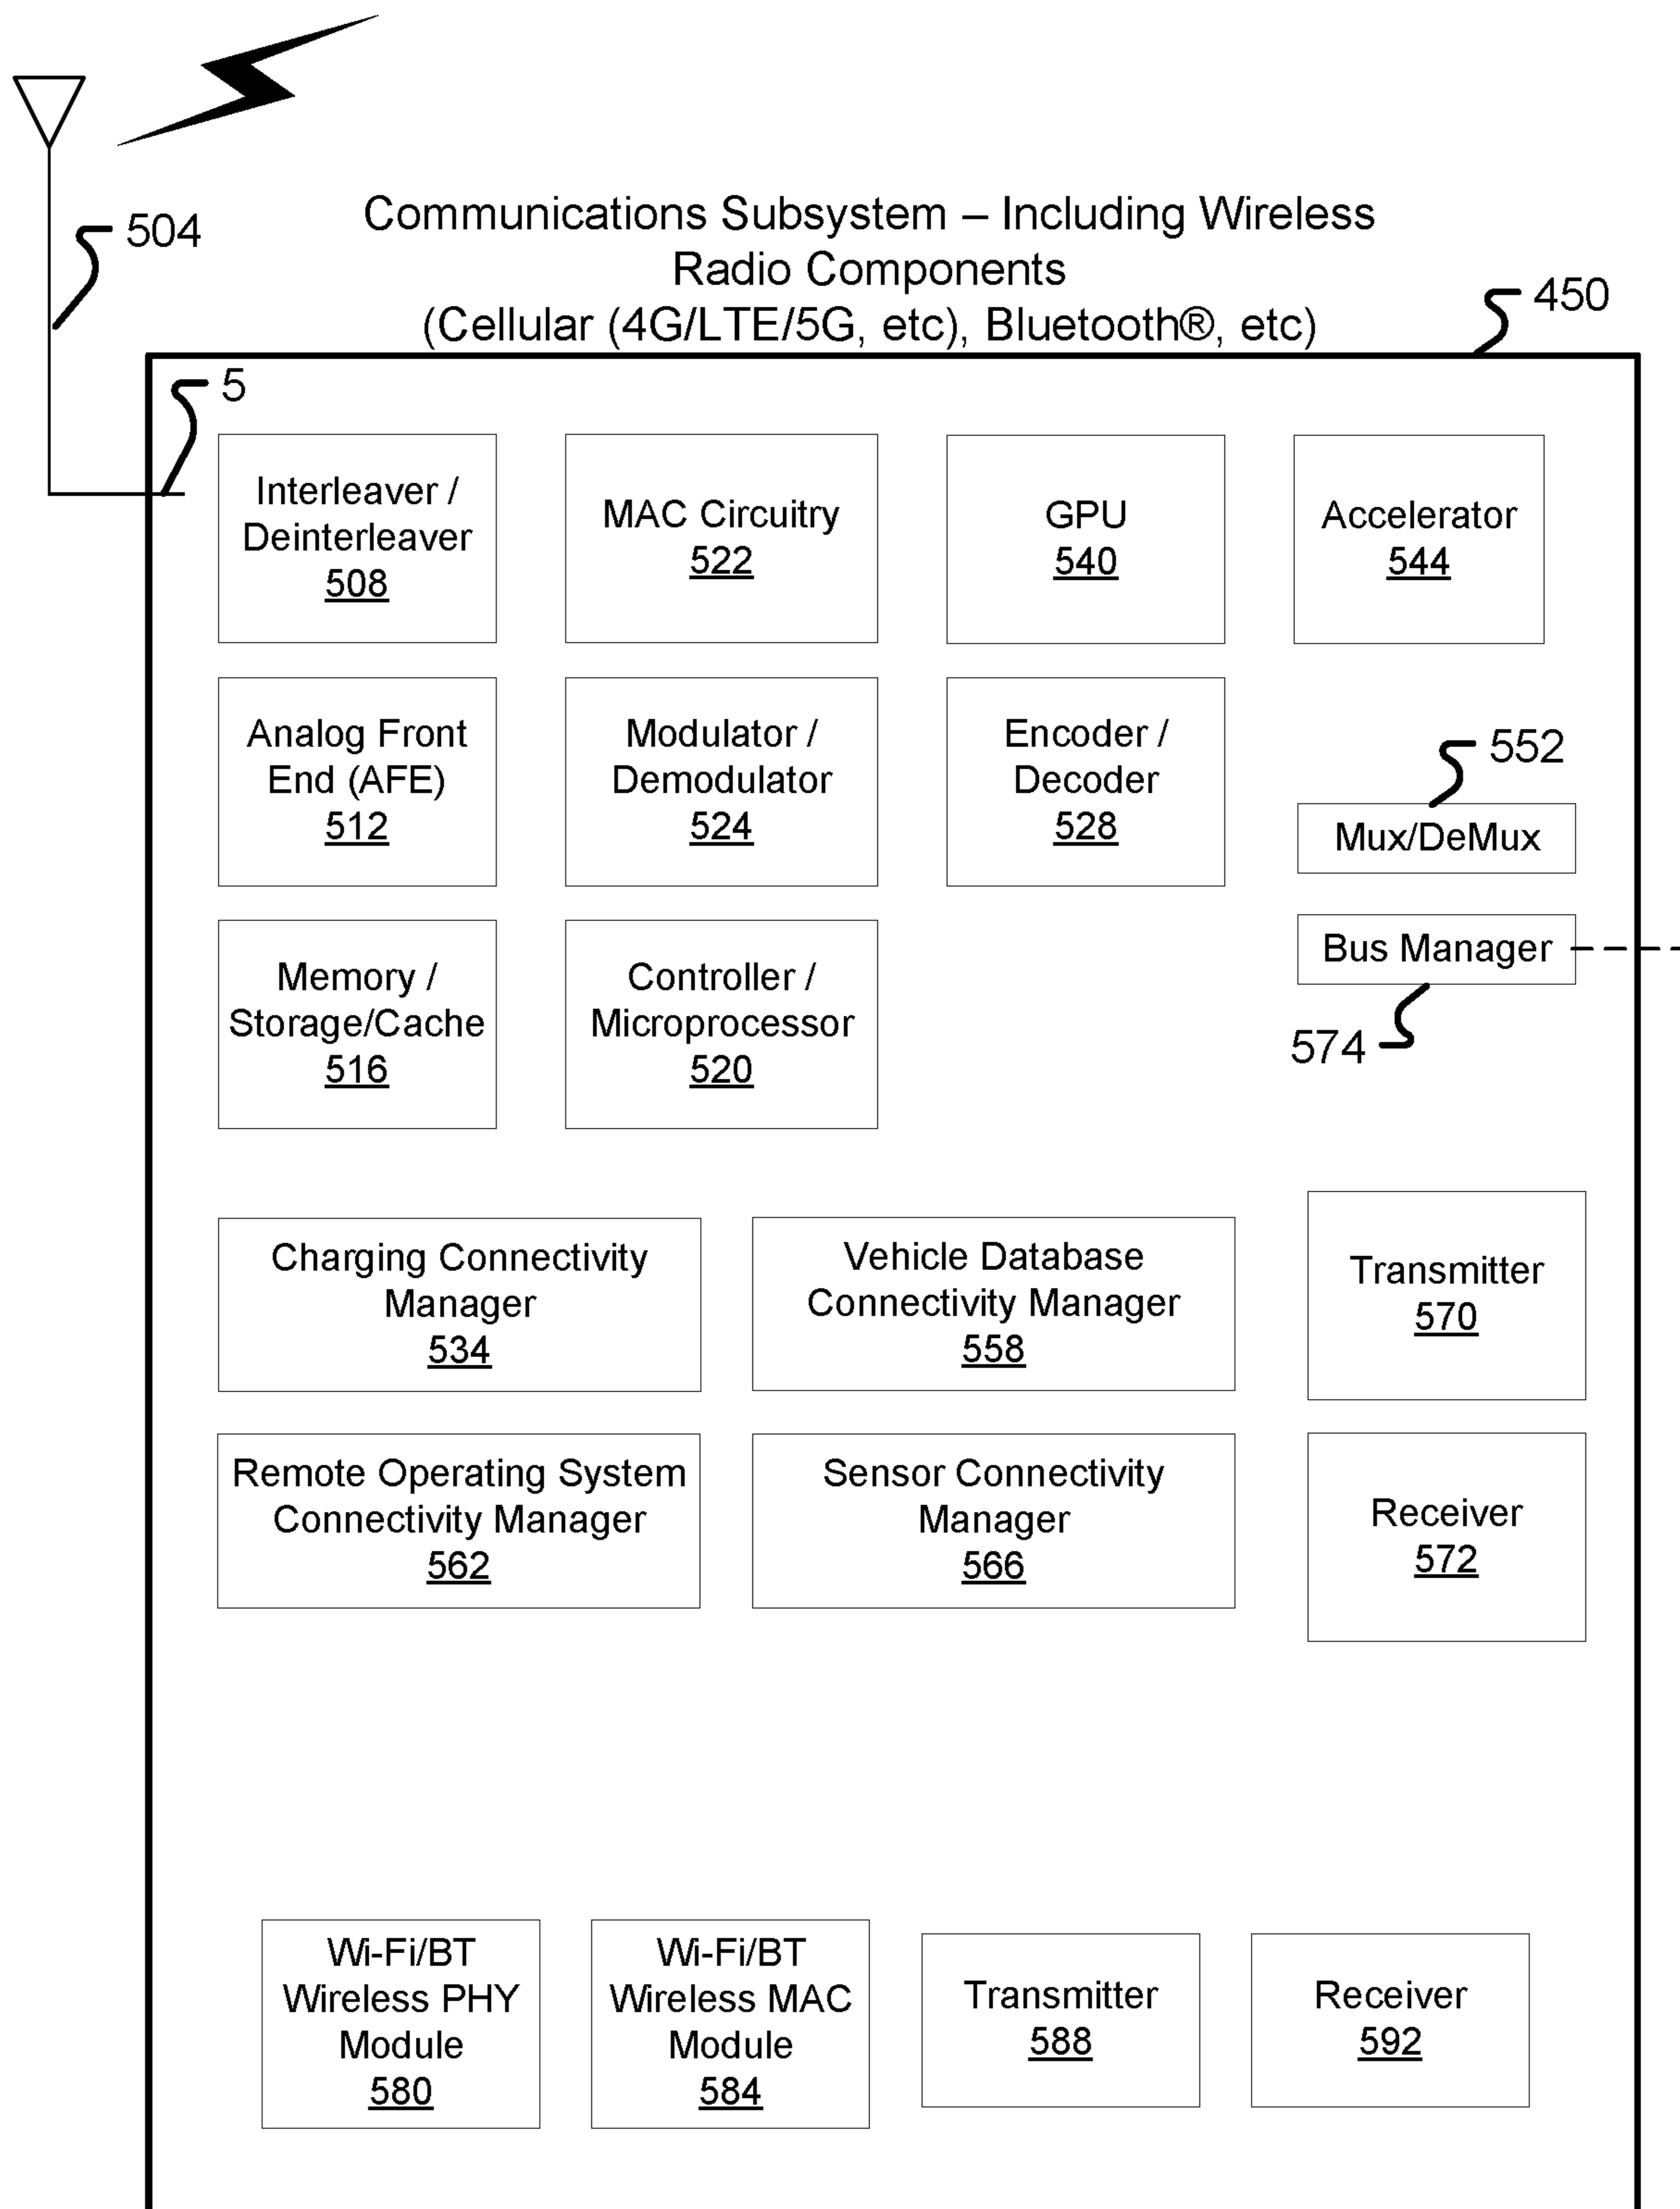 504
Communications Subsystem – Including Wireless
Radio Components
(Cellular (4G/LTE/5G, etc), Bluetooth®, etc)
450
5
Interleaver /
Deinterleaver
508
MAC Circuitry
522
GPU
540
Accelerator
544
Analog Front
End (AFE)
512
Modulator /
Demodulator
524
Encoder /
Decoder
528
552
Mux/DeMux
Memory /
Storage/Cache
516
Controller /
Microprocessor
520
Bus Manager
574
Charging Connectivity
Manager
534
Vehicle Database
Connectivity Manager
558
Transmitter
570
Remote Operating System
Connectivity Manager
562
Sensor Connectivity
Manager
566
Receiver
572
Wi-Fi/BT
Wireless PHY
Module
580
Wi-Fi/BT
Wireless MAC
Module
584
Transmitter
588
Receiver
592